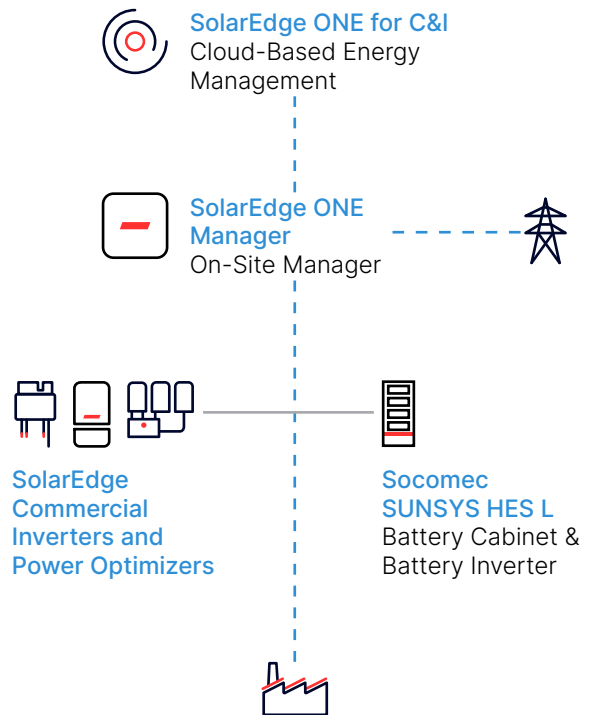 SolarEdge ONE for C&I
Cloud-Based Energy
Management
SolarEdge ONE
Manager
On-Site Manager
SolarEdge
Commercial
Inverters and
Power Optimizers
Socomec
SUNSYS HES L
Battery Cabinet &
Battery Inverter